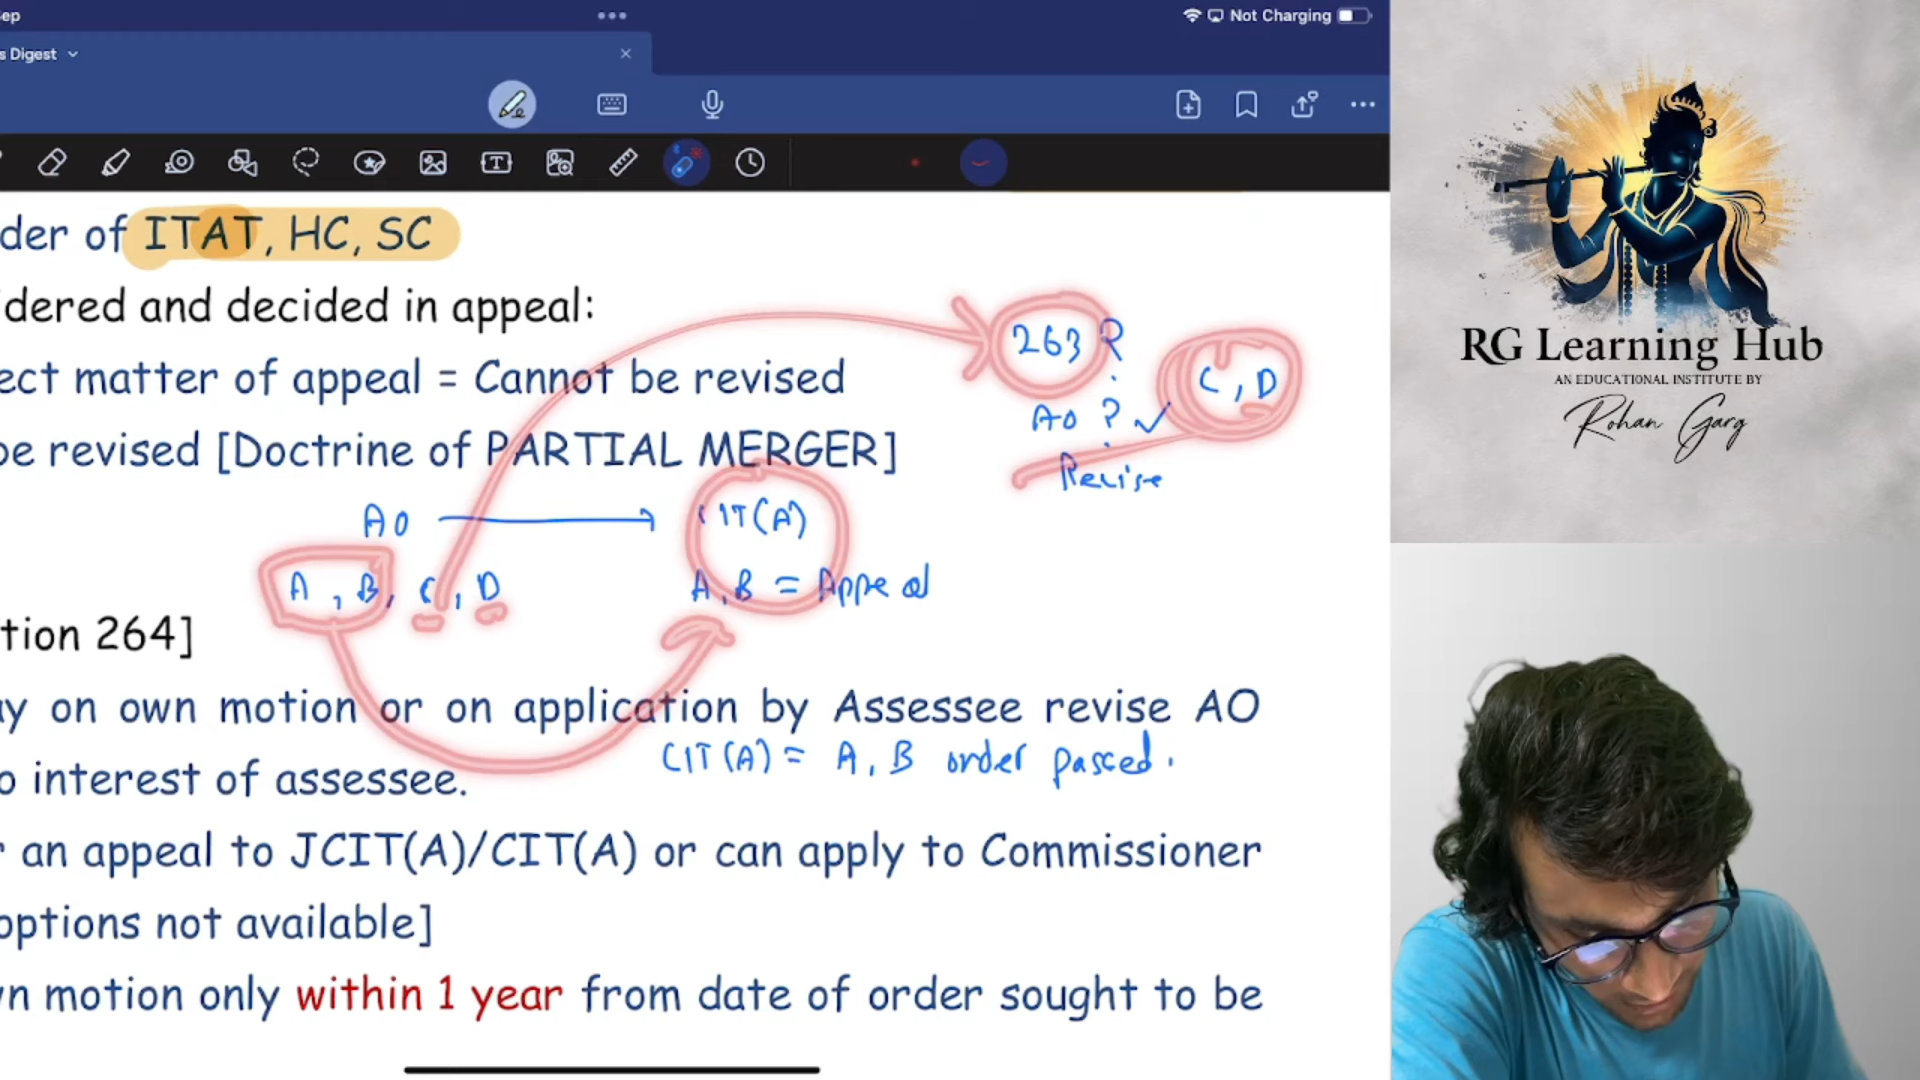 ep
Not Charging
s Digest
der of ITAT, HC, SC
dered and decided in appeal:
ect matter of appeal = Cannot be revised
263 ?
C, D
AO ? ✓
be revised [Doctrine of PARTIAL MERGER]
Revise
AO → CIT(A)
A, B, C, D
A, B = Appeal
tion 264]
ay on own motion or on application by Assessee revise AO
CIT(A) = A, B order passed.
o interest of assessee.
r an appeal to JCIT(A)/CIT(A) or can apply to Commissioner
options not available]
wn motion only within 1 year from date of order sought to be
RG Learning Hub
AN EDUCATIONAL INSTITUTE BY
Rohan Garg